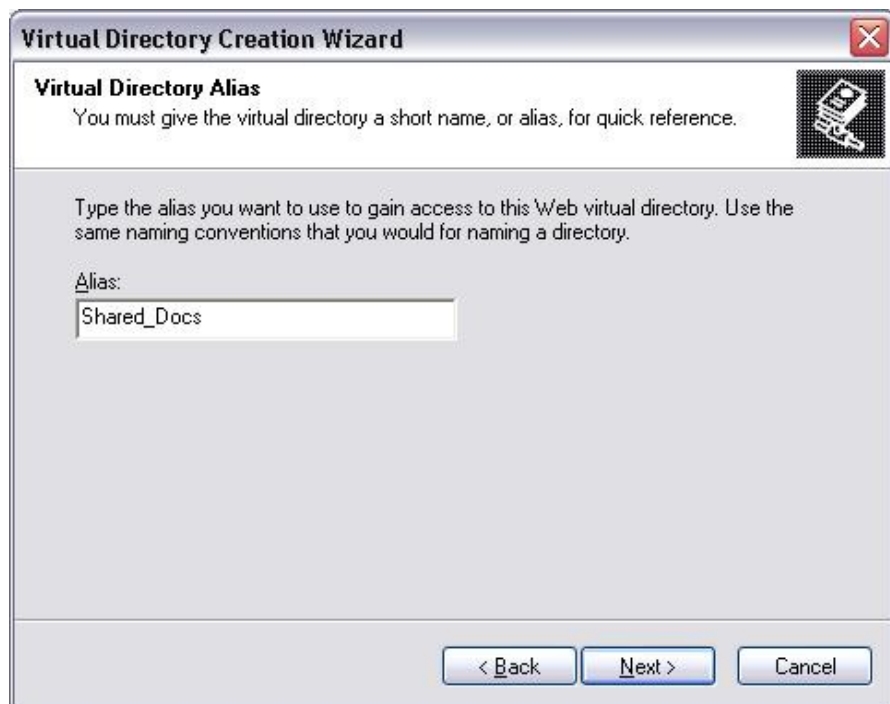 Virtual Directory Creation Wizard
Virtual Directory Alias
You must give the virtual directory a short name, or alias, for quick reference.
Type the alias you want to use to gain access to this Web virtual directory. Use the
same naming conventions that you would for naming a directory.
Alias:
Shared_Docs
< Back Next > Cancel